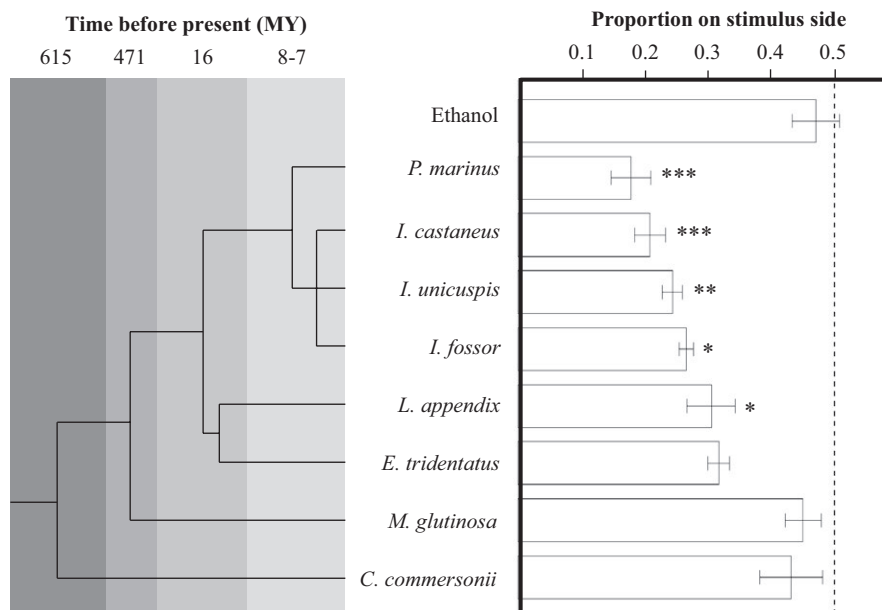 Time before present (MY)
615 471 16 8-7
Proportion on stimulus side
0.1 0.2 0.3 0.4 0.5
Ethanol
P. marinus ***
I. castaneus ***
I. unicuspis **
I. fossor *
L. appendix *
E. tridentatus
M. glutinosa
C. commersonii